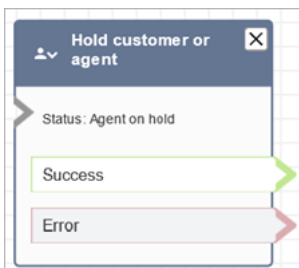 Hold customer or
agent
Status: Agent on hold
Success
Error